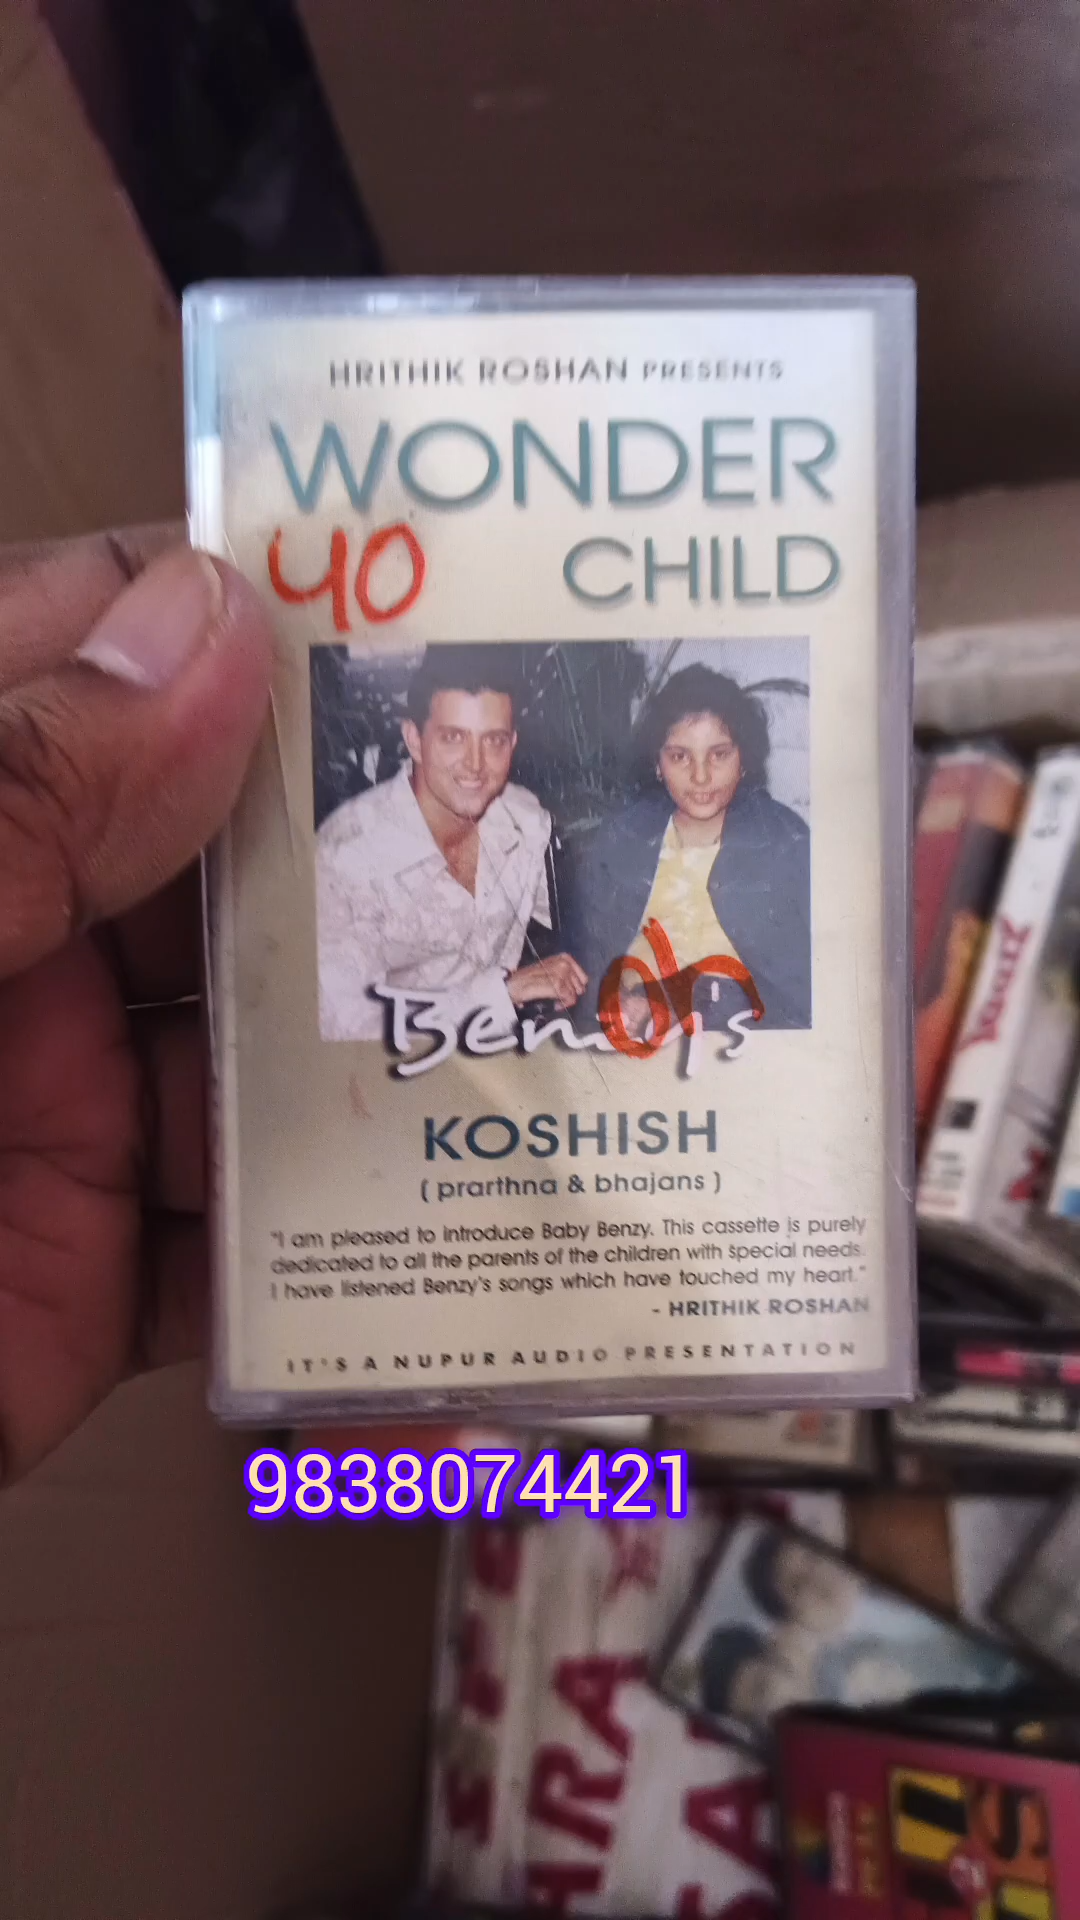 HRITHIK ROSHAN PRESENTS
WONDER
40 CHILD
Benzy's
KOSHISH
( prarthna & bhajans )
"I am pleased to introduce Baby Benzy. This cassette is purely
dedicated to all the parents of the children with special needs.
I have listened Benzy's songs which have touched my heart."
- HRITHIK ROSHAN
IT'S A NUPUR AUDIO PRESENTATION
9838074421